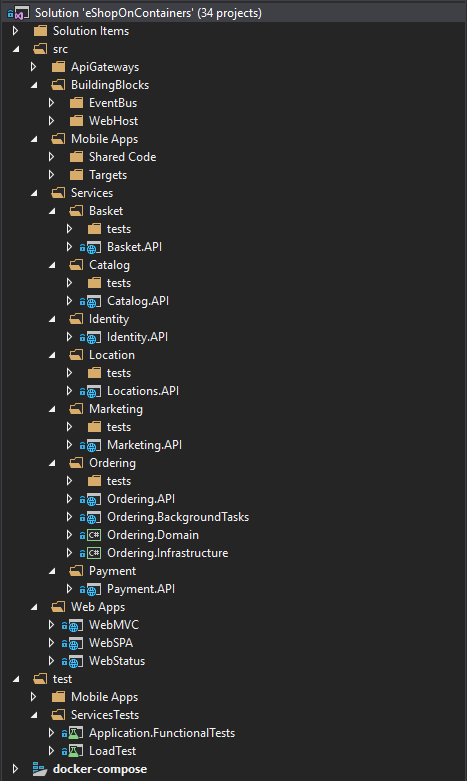 Solution 'eShopOnContainers' (34 projects)
Solution Items
src
ApiGateways
BuildingBlocks
EventBus
WebHost
Mobile Apps
Shared Code
Targets
Services
Basket
tests
Basket.API
Catalog
tests
Catalog.API
Identity
Identity.API
Location
tests
Locations.API
Marketing
tests
Marketing.API
Ordering
tests
Ordering.API
Ordering.BackgroundTasks
C# Ordering.Domain
C# Ordering.Infrastructure
Payment
Payment.API
Web Apps
WebMVC
WebSPA
WebStatus
test
Mobile Apps
ServicesTests
Application.FunctionalTests
LoadTest
docker-compose